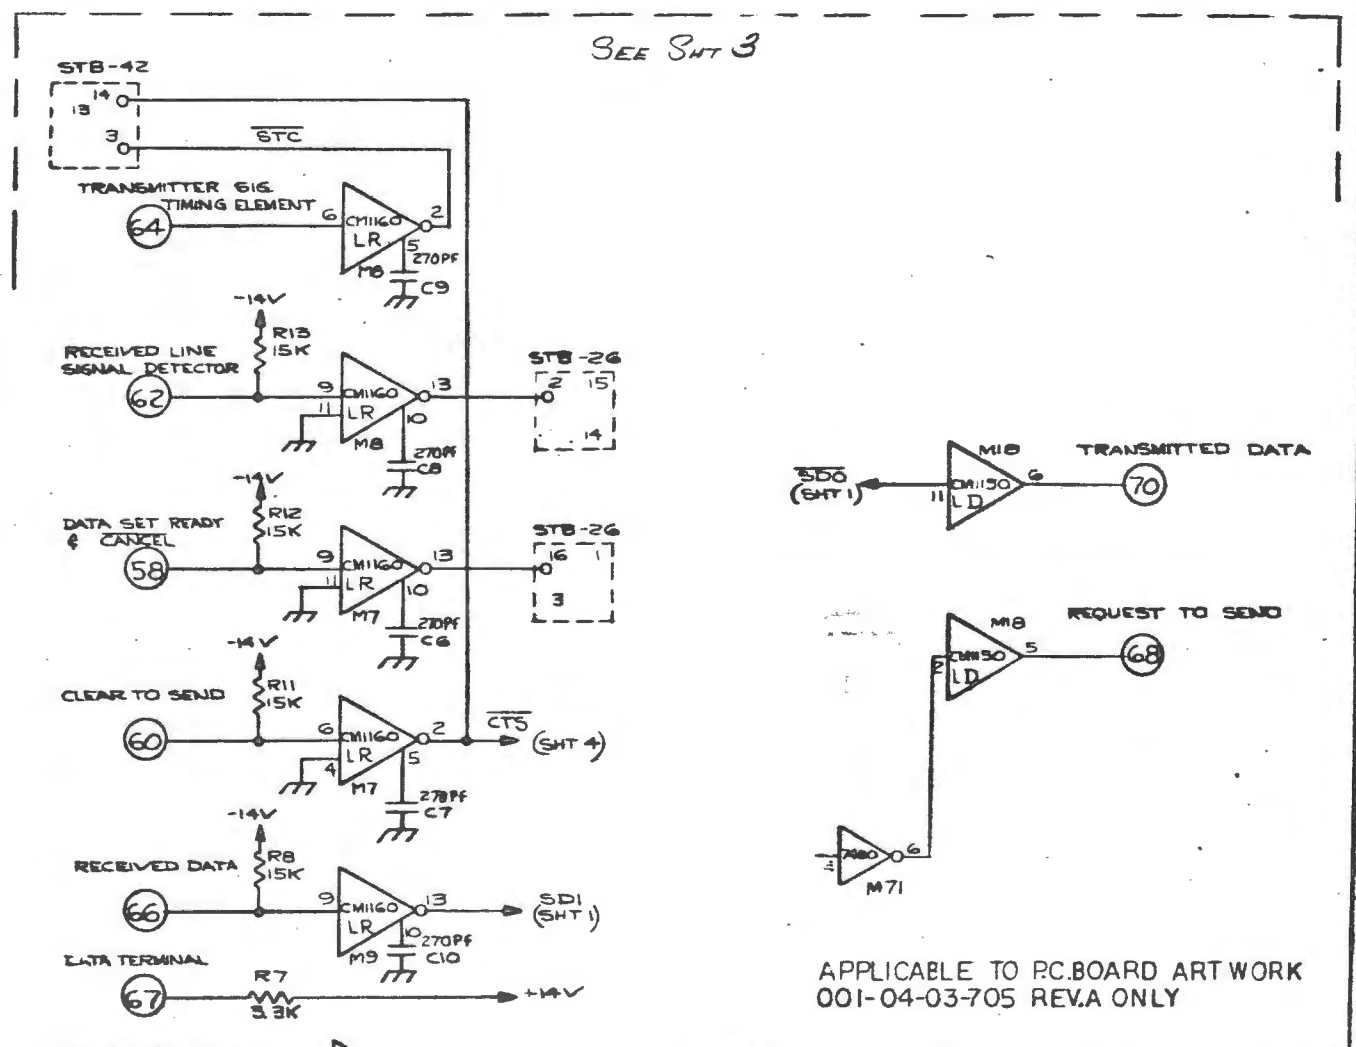 SEE SHT 3
STB-42
14
13
3
STC
TRANSMITTER SIG.
TIMING ELEMENT
64
6
CM1160
LR
2
5
M8
270PF
C9
-14V
R13
15K
RECEIVED LINE
SIGNAL DETECTOR
62
9
11
CM1160
LR
13
10
M8
270PF
C8
STB-26
2 15
14
-14V
R12
15K
DATA SET READY
& CANCEL
58
9
11
CM1160
LR
13
10
M7
270PF
C6
STB-26
16 1
3
-14V
R11
15K
CLEAR TO SEND
60
6
4
CM1160
LR
2
5
M7
270PF
C7
CTS
(SHT 4)
-14V
R8
15K
RECEIVED DATA
66
9
CM1160
LR
13
10
M9
270PF
C10
SD1
(SHT 1)
DATA TERMINAL
67
R7
3.3K
+14V
SDO
(SHT 1)
11
M18
CM1150
LD
6
TRANSMITTED DATA
70
M18
CM1150
2
LD
5
REQUEST TO SEND
68
6
M71
APPLICABLE TO P.C. BOARD ART WORK
001-04-03-705 REV.A ONLY